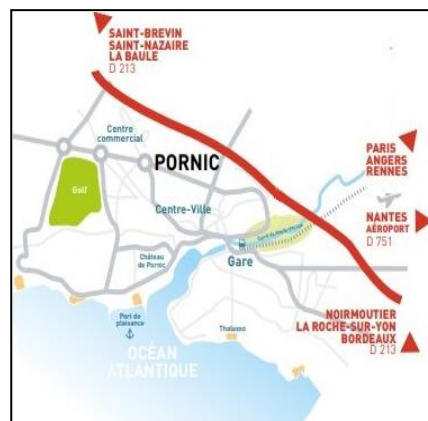 SAINT-BREVIN
SAINT-NAZAIRE
LA BAULE
D 213
Centre
commercial
PORNIC
PARIS
ANGERS
RENNES
Golf
Centre-Ville
NANTES
AÉROPORT
D 751
Gare
Château
de Pornic
NOIRMOUTIER
LA ROCHE-SUR-YON
BORDEAUX
D 213
Port de
plaisance
Thalasso
OCÉAN
ATLANTIQUE